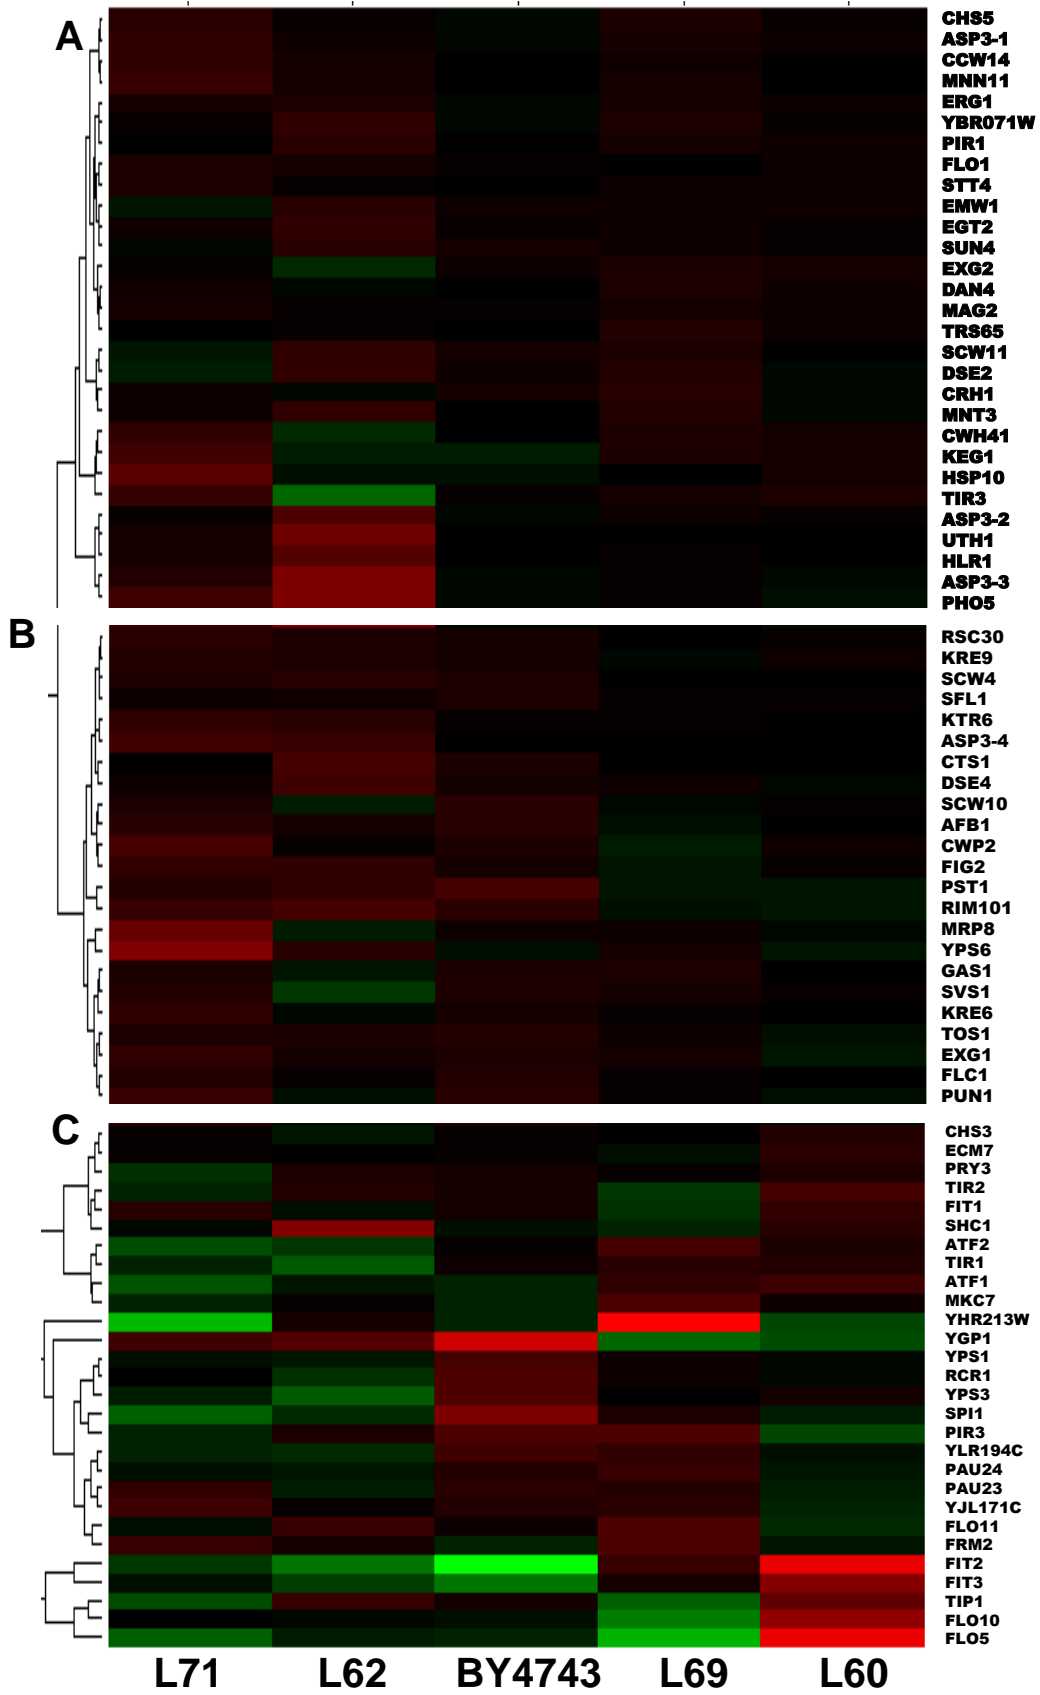 A
CHS5
ASP3-1
CCW14
MNN11
ERG1
YBR071W
PIR1
FLO1
STT4
EMW1
EGT2
SUN4
EXG2
DAN4
MAG2
TRS65
SCW11
DSE2
CRH1
MNT3
CWH41
KEG1
HSP10
TIR3
ASP3-2
UTH1
HLR1
ASP3-3
PHO5
B
RSC30
KRE9
SCW4
SFL1
KTR6
ASP3-4
CTS1
DSE4
SCW10
AFB1
CWP2
FIG2
PST1
RIM101
MRP8
YPS6
GAS1
SVS1
KRE6
TOS1
EXG1
FLC1
PUN1
C
CHS3
ECM7
PRY3
TIR2
FIT1
SHC1
ATF2
TIR1
ATF1
MKC7
YHR213W
YGP1
YPS1
RCR1
YPS3
SPI1
PIR3
YLR194C
PAU24
PAU23
YJL171C
FLO11
FRM2
FIT2
FIT3
TIP1
FLO10
FLO5
L71 L62 BY4743 L69 L60